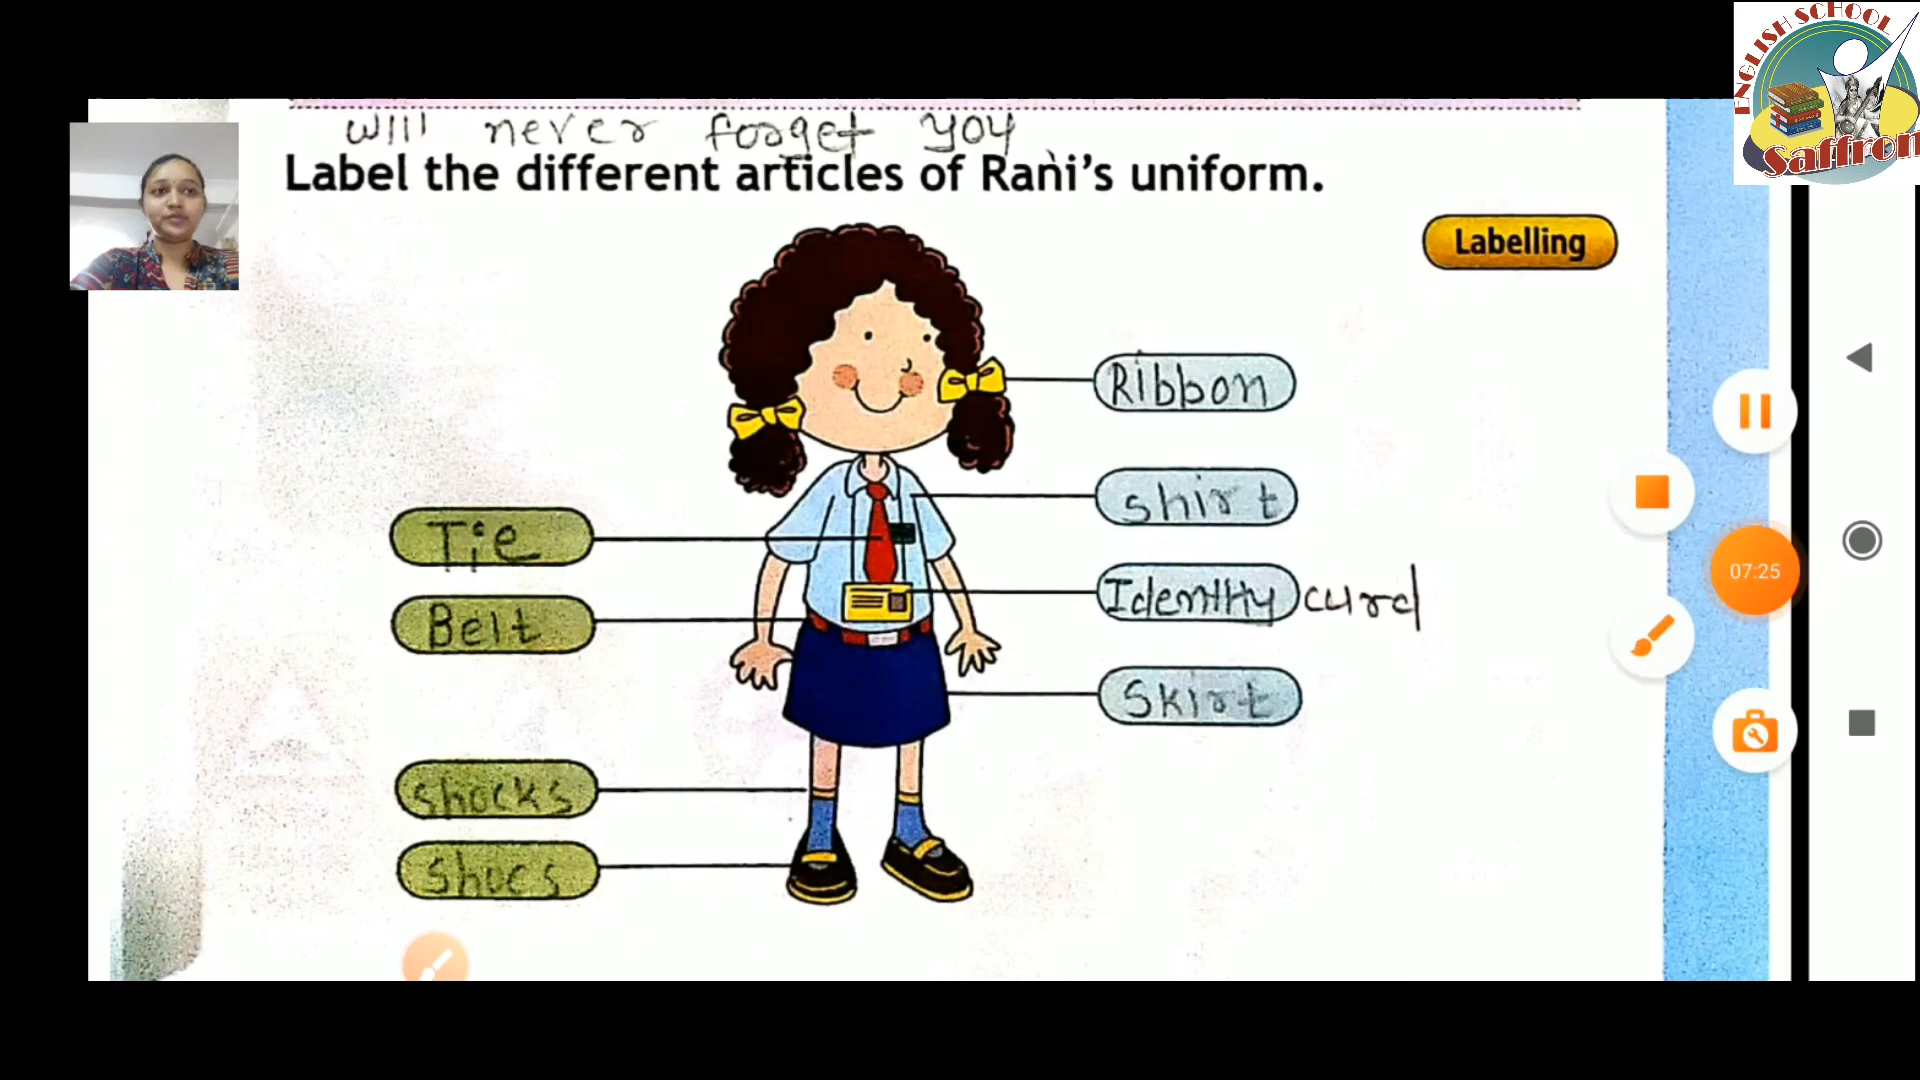 ENGLISH SCHOOL
Saffron
will never forget you
Label the different articles of Rani's uniform.
Labelling
Ribbon
shirt
Tie
Identity card
Belt
Skirt
shocks
shoes
07:25